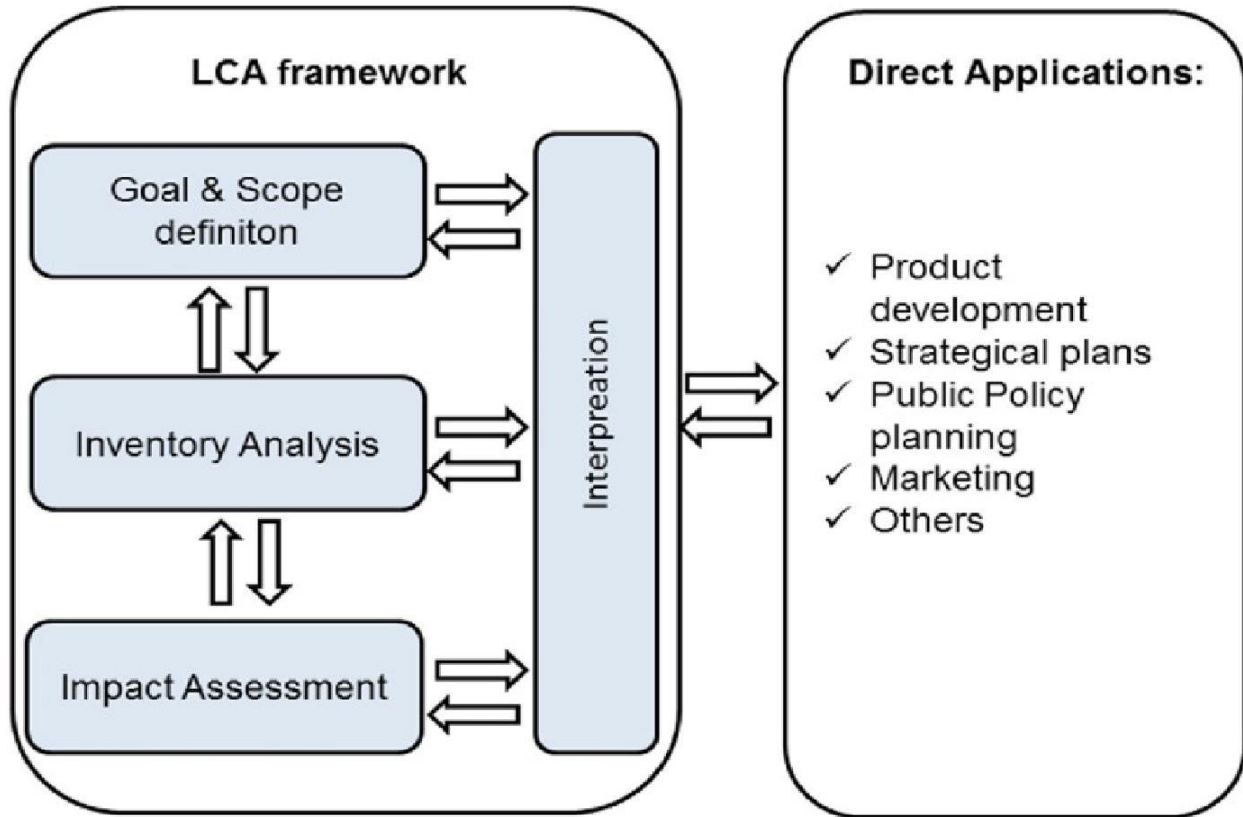 LCA framework
Goal & Scope
definiton
Inventory Analysis
Impact Assessment
Interpreation
Direct Applications:
✓ Product
development
✓ Strategical plans
✓ Public Policy
planning
✓ Marketing
✓ Others